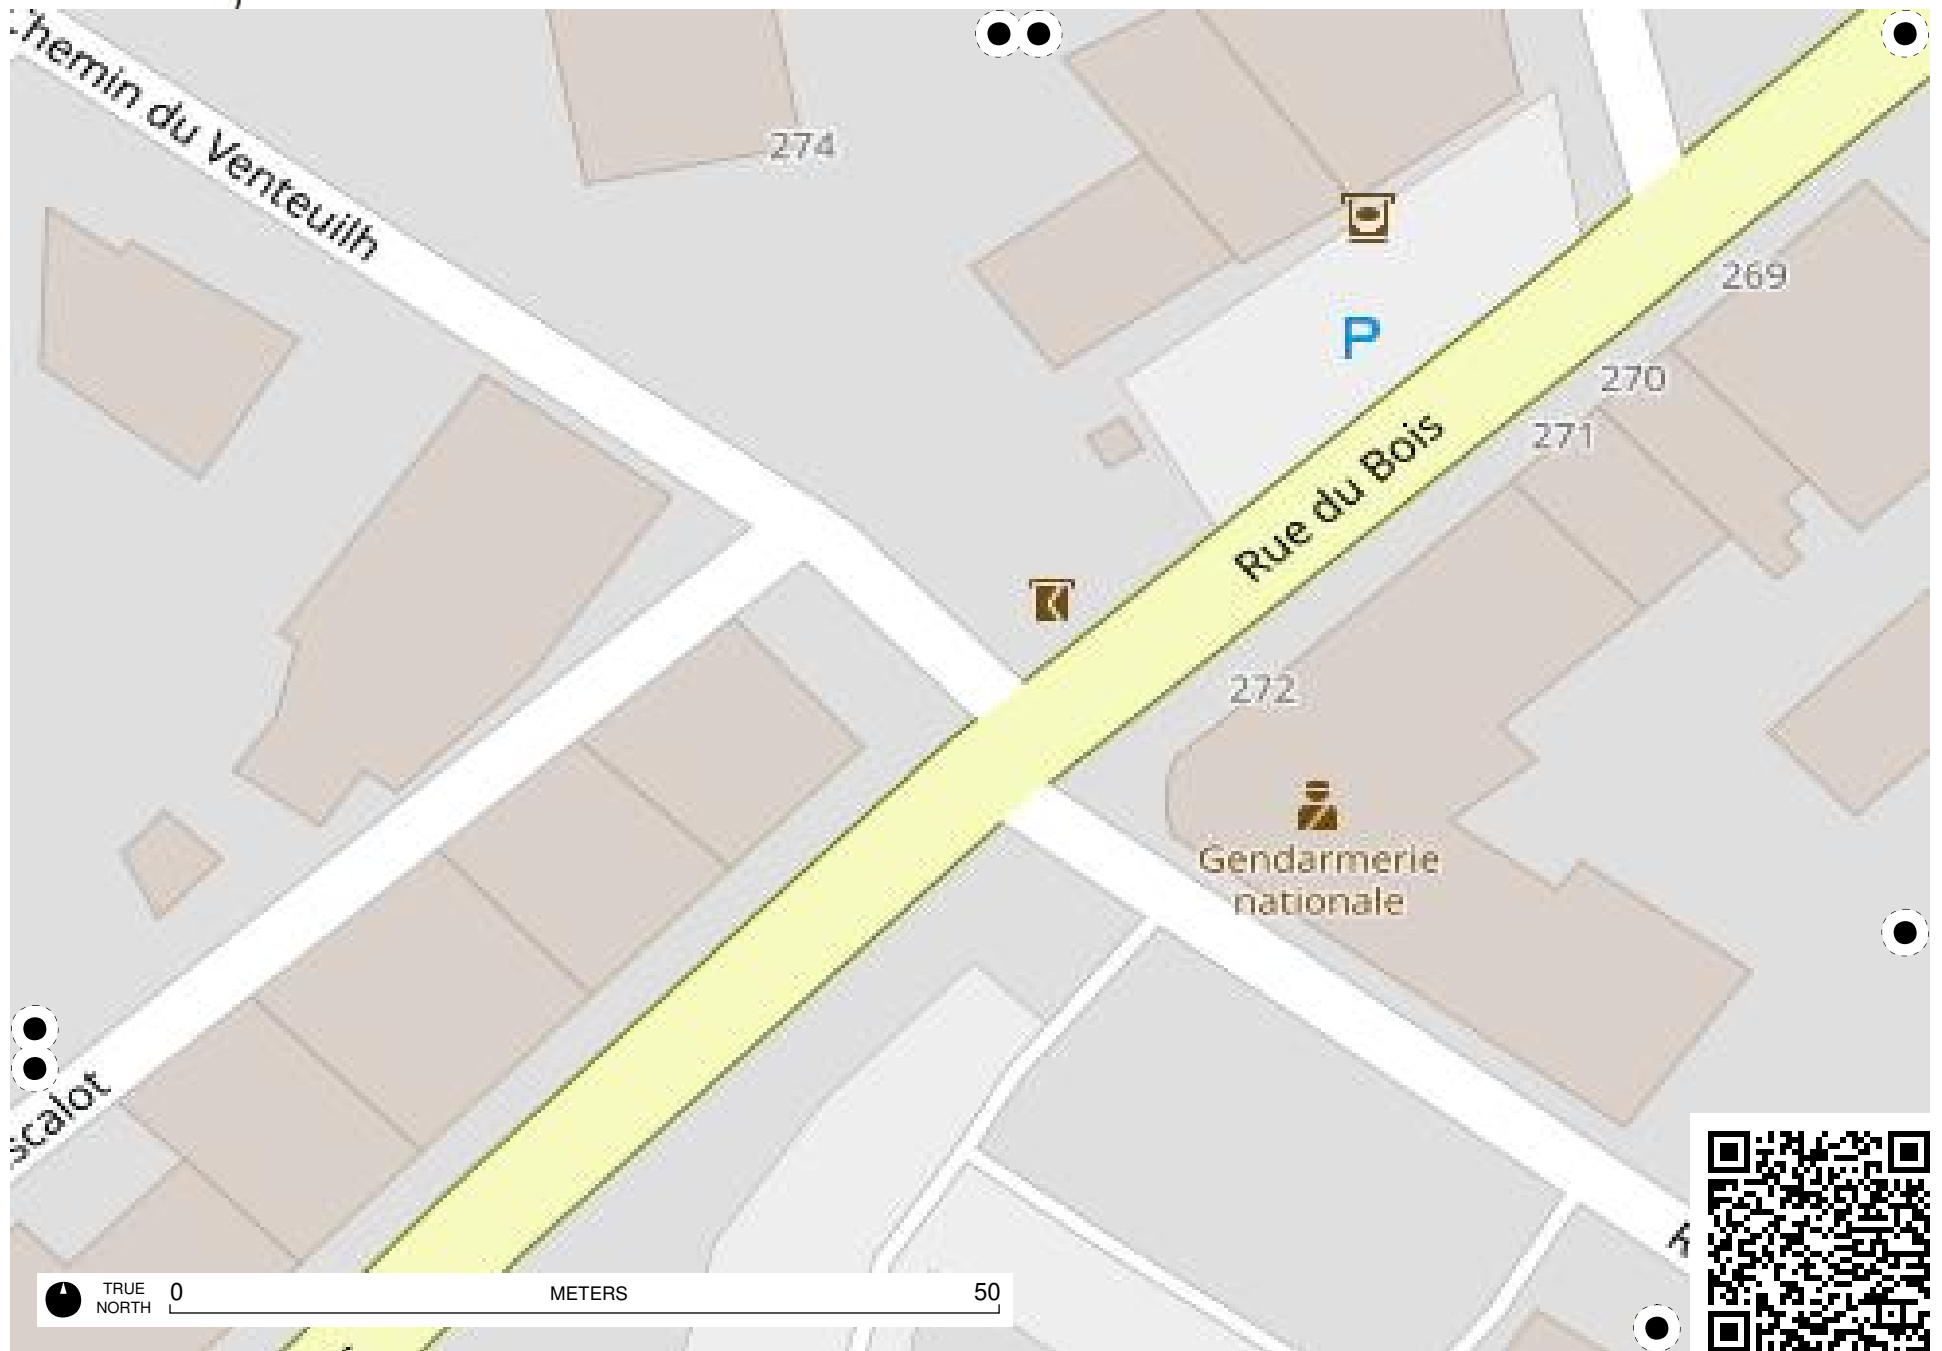 Chemin du Venteuilh
274
269
P
270
271
Rue du Bois
272
Gendarmerie
nationale
scalot
TRUE
NORTH
0
METERS
50